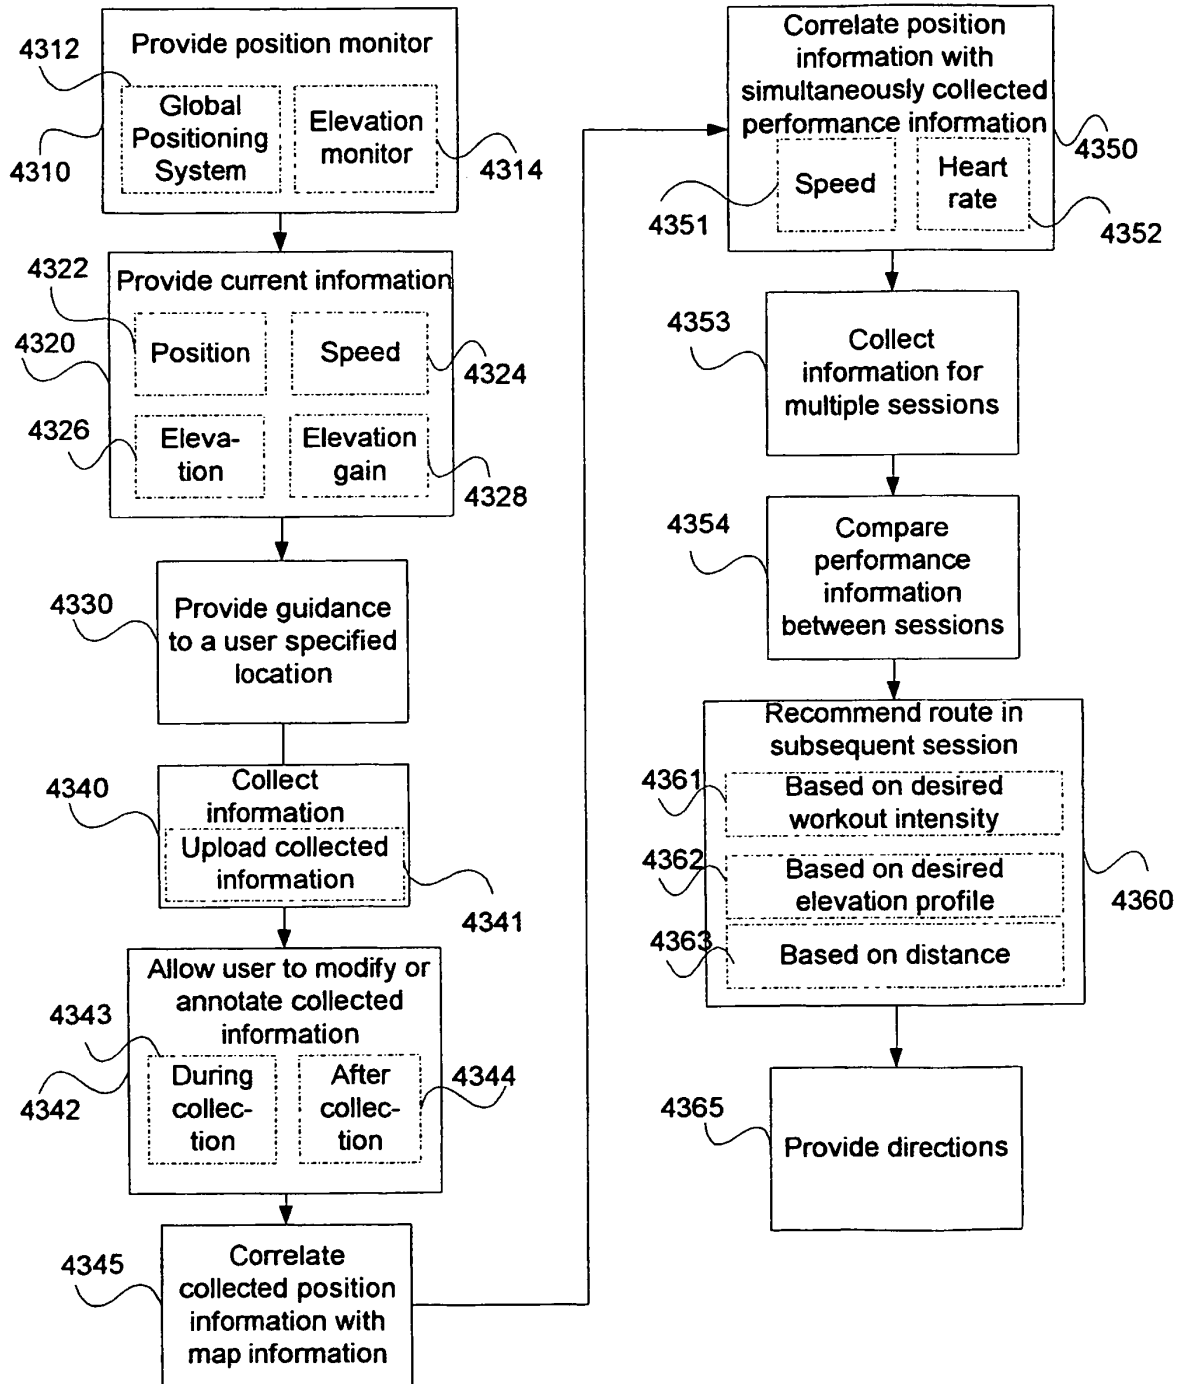 4312
Provide position monitor
Global
Positioning
System
Elevation
monitor
4310
4314
4322
Provide current information
4320
Position
Speed
4324
4326
Eleva-
tion
Elevation
gain
4328
4330
Provide guidance
to a user specified
location
4340
Collect
information
Upload collected
information
4341
Allow user to modify or
annotate collected
information
4343
4342
During
collec-
tion
After
collec-
tion
4344
4345
Correlate
collected position
information with
map information
Correlate position
information with
simultaneously collected
performance information
4350
4351
Speed
Heart
rate
4352
4353
Collect
information for
multiple sessions
4354
Compare
performance
information
between sessions
Recommend route in
subsequent session
4361
Based on desired
workout intensity
4362
Based on desired
elevation profile
4360
4363
Based on distance
4365
Provide directions